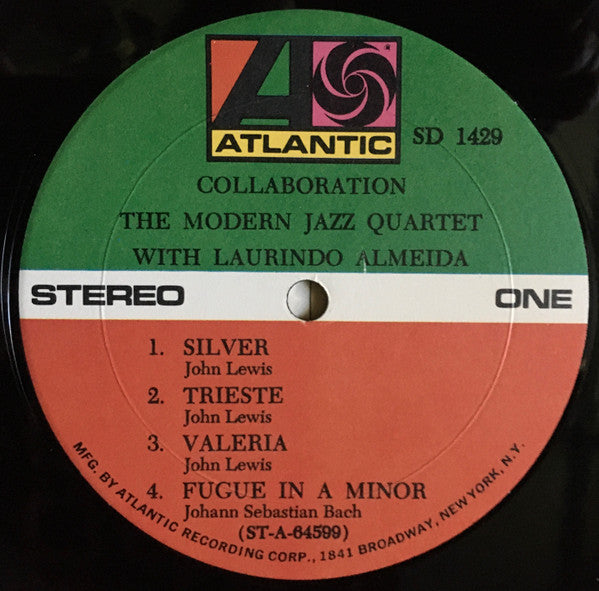 ATLANTIC
SD 1429
COLLABORATION
THE MODERN JAZZ QUARTET
WITH LAURINDO ALMEIDA
STEREO
ONE
1. SILVER
John Lewis
2. TRIESTE
John Lewis
3. VALERIA
John Lewis
4. FUGUE IN A MINOR
Johann Sebastian Bach
(ST-A-64599)
MFG. BY ATLANTIC RECORDING CORP., 1841 BROADWAY, NEW YORK, N.Y.